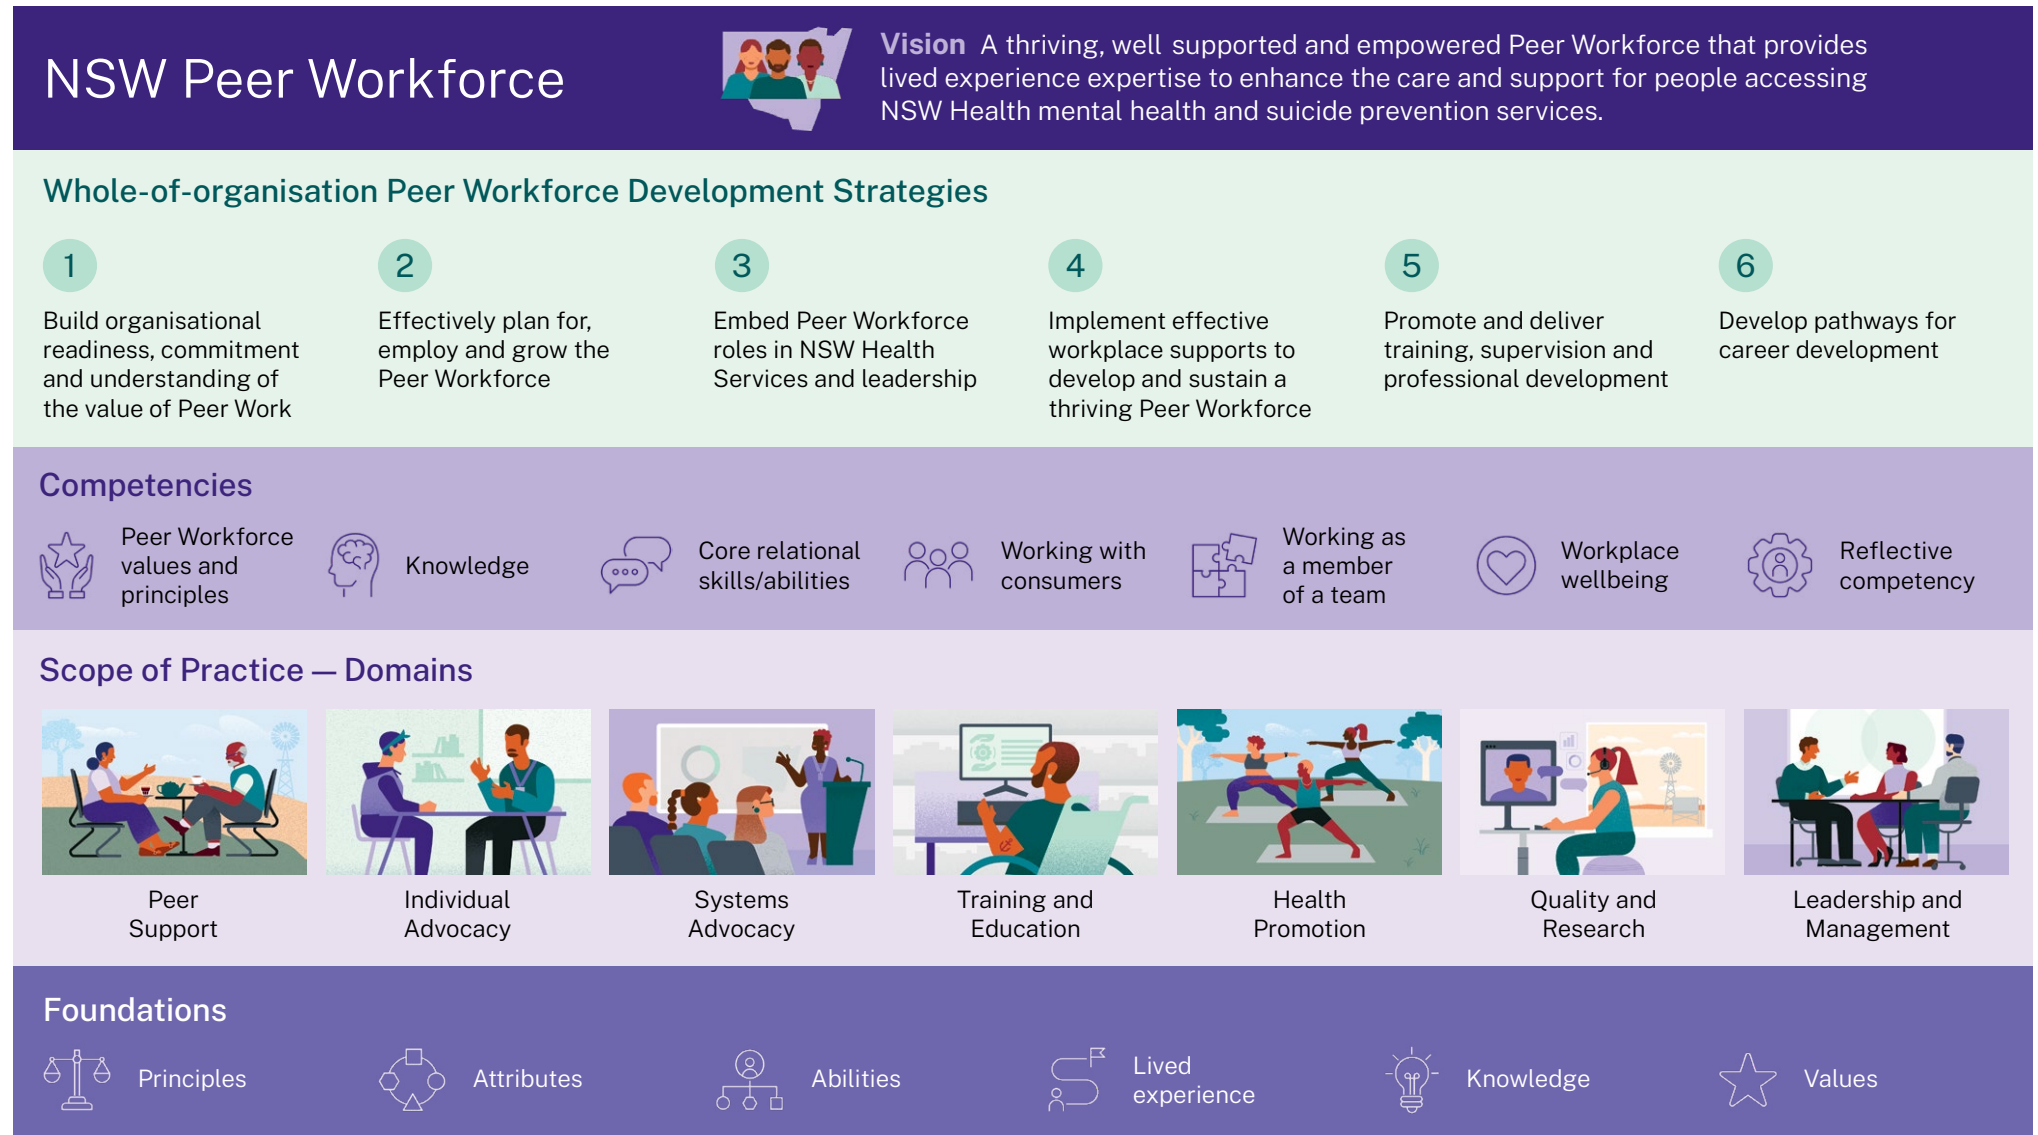 NSW Peer Workforce
Vision A thriving, well supported and empowered Peer Workforce that provides
lived experience expertise to enhance the care and support for people accessing
NSW Health mental health and suicide prevention services.
Whole-of-organisation Peer Workforce Development Strategies
1
Build organisational
readiness, commitment
and understanding of
the value of Peer Work
2
Effectively plan for,
employ and grow the
Peer Workforce
3
Embed Peer Workforce
roles in NSW Health
Services and leadership
4
Implement effective
workplace supports to
develop and sustain a
thriving Peer Workforce
5
Promote and deliver
training, supervision and
professional development
6
Develop pathways for
career development
Competencies
Peer Workforce
values and
principles
Knowledge
Core relational
skills/abilities
Working with
consumers
Working as
a member
of a team
Workplace
wellbeing
Reflective
competency
Scope of Practice — Domains
Peer
Support
Individual
Advocacy
Systems
Advocacy
Training and
Education
Health
Promotion
Quality and
Research
Leadership and
Management
Foundations
Principles
Attributes
Abilities
Lived
experience
Knowledge
Values